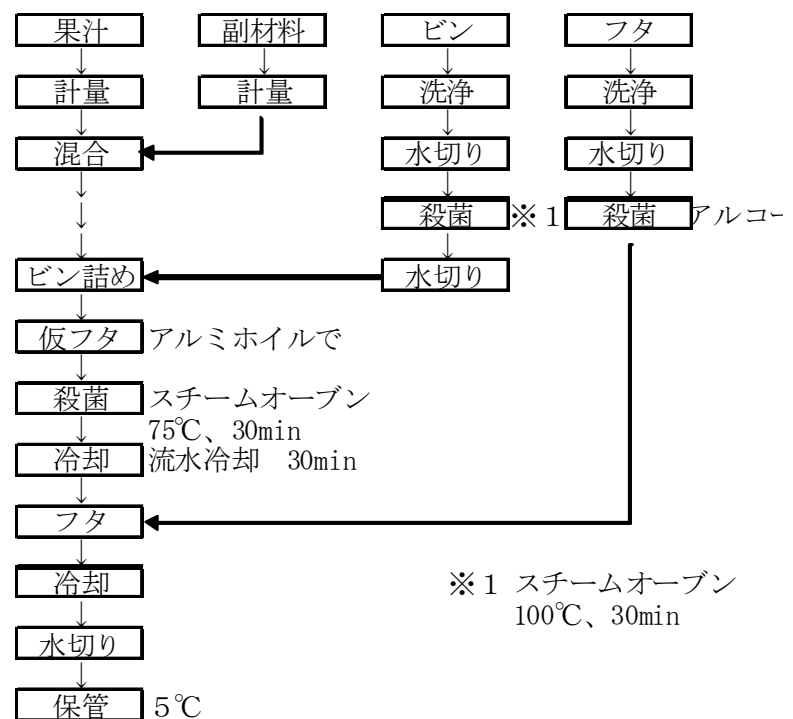 果汁 副材料 ビン フタ
計量 計量 洗浄 洗浄
混合 水切り 水切り
殺菌 ※1 殺菌 アルコー
ビン詰め 水切り
仮フタ アルミホイルで
殺菌 スチームオーブン
75℃、30min
冷却 流水冷却 30min
フタ
冷却 ※1 スチームオーブン
100℃、30min
水切り
保管 5℃